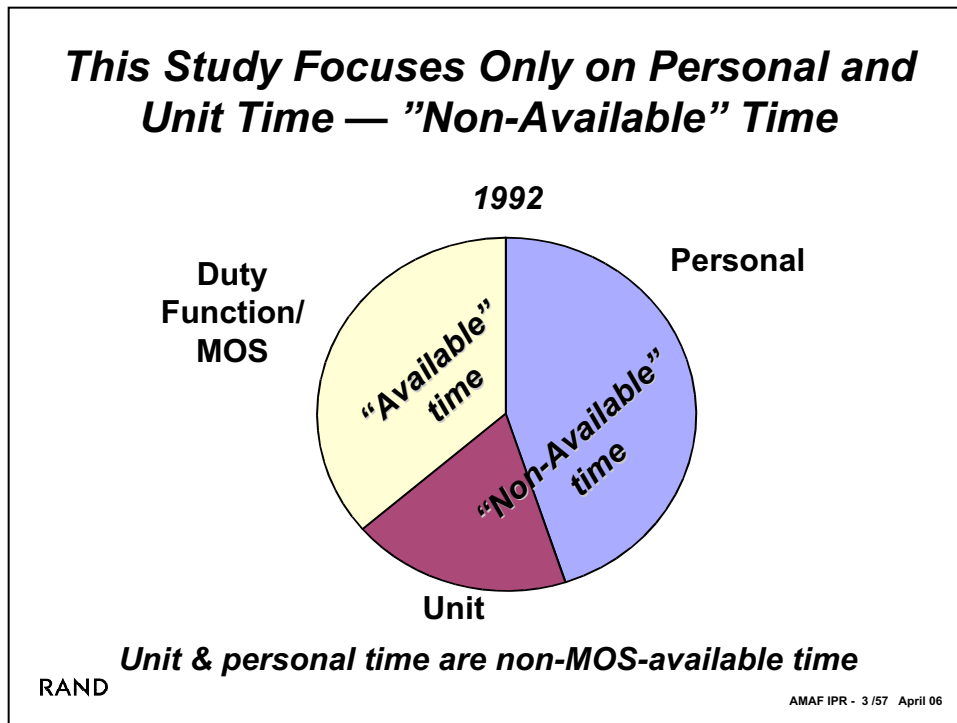 This Study Focuses Only on Personal and
Unit Time — ”Non-Available” Time
1992
Personal
Duty
Function/
MOS
“Available”
time
“Non-Available”
time
Unit
Unit & personal time are non-MOS-available time
RAND
AMAF IPR - 3 /57 April 06